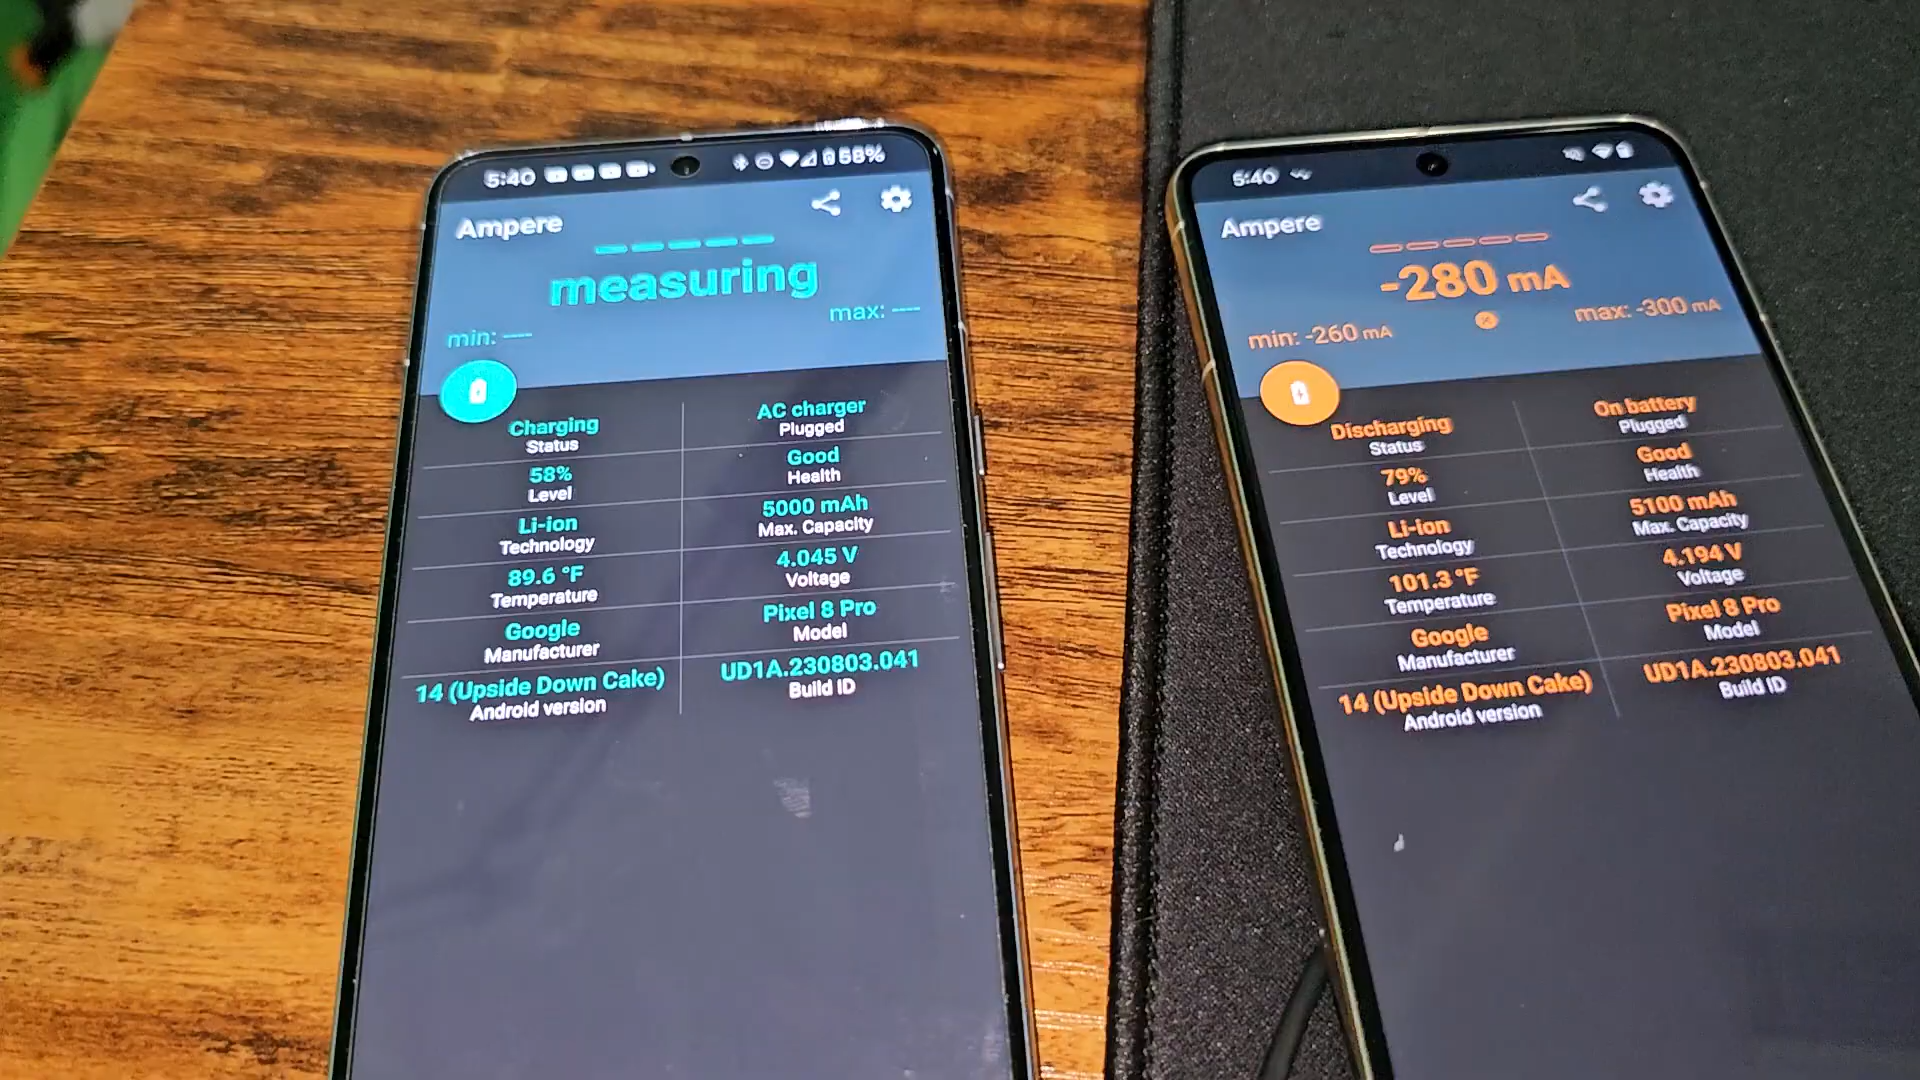 5:40
58%
Ampere
measuring
min: ----
max: ----
Charging
Status
AC charger
Plugged
58%
Level
Good
Health
Li-ion
Technology
5000 mAh
Max. Capacity
89.6 °F
Temperature
4.045 V
Voltage
Google
Manufacturer
Pixel 8 Pro
Model
14 (Upside Down Cake)
Android version
UD1A.230803.041
Build ID
5:40
Ampere
-280 mA
min: -260 mA
max: -300 mA
Discharging
Status
On battery
Plugged
79%
Level
Good
Health
Li-ion
Technology
5100 mAh
Max. Capacity
101.3 °F
Temperature
4.194 V
Voltage
Google
Manufacturer
Pixel 8 Pro
Model
14 (Upside Down Cake)
Android version
UD1A.230803.041
Build ID